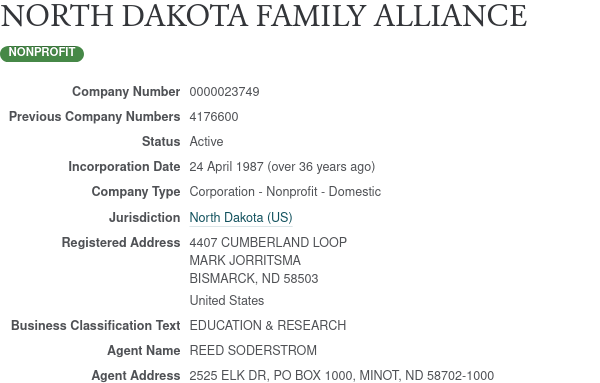 NORTH DAKOTA FAMILY ALLIANCE
NONPROFIT
Company Number 0000023749
Previous Company Numbers 4176600
Status Active
Incorporation Date 24 April 1987 (over 36 years ago)
Company Type Corporation - Nonprofit - Domestic
Jurisdiction North Dakota (US)
Registered Address 4407 CUMBERLAND LOOP
MARK JORRITSMA
BISMARCK, ND 58503
United States
Business Classification Text EDUCATION & RESEARCH
Agent Name REED SODERSTROM
Agent Address 2525 ELK DR, PO BOX 1000, MINOT, ND 58702-1000